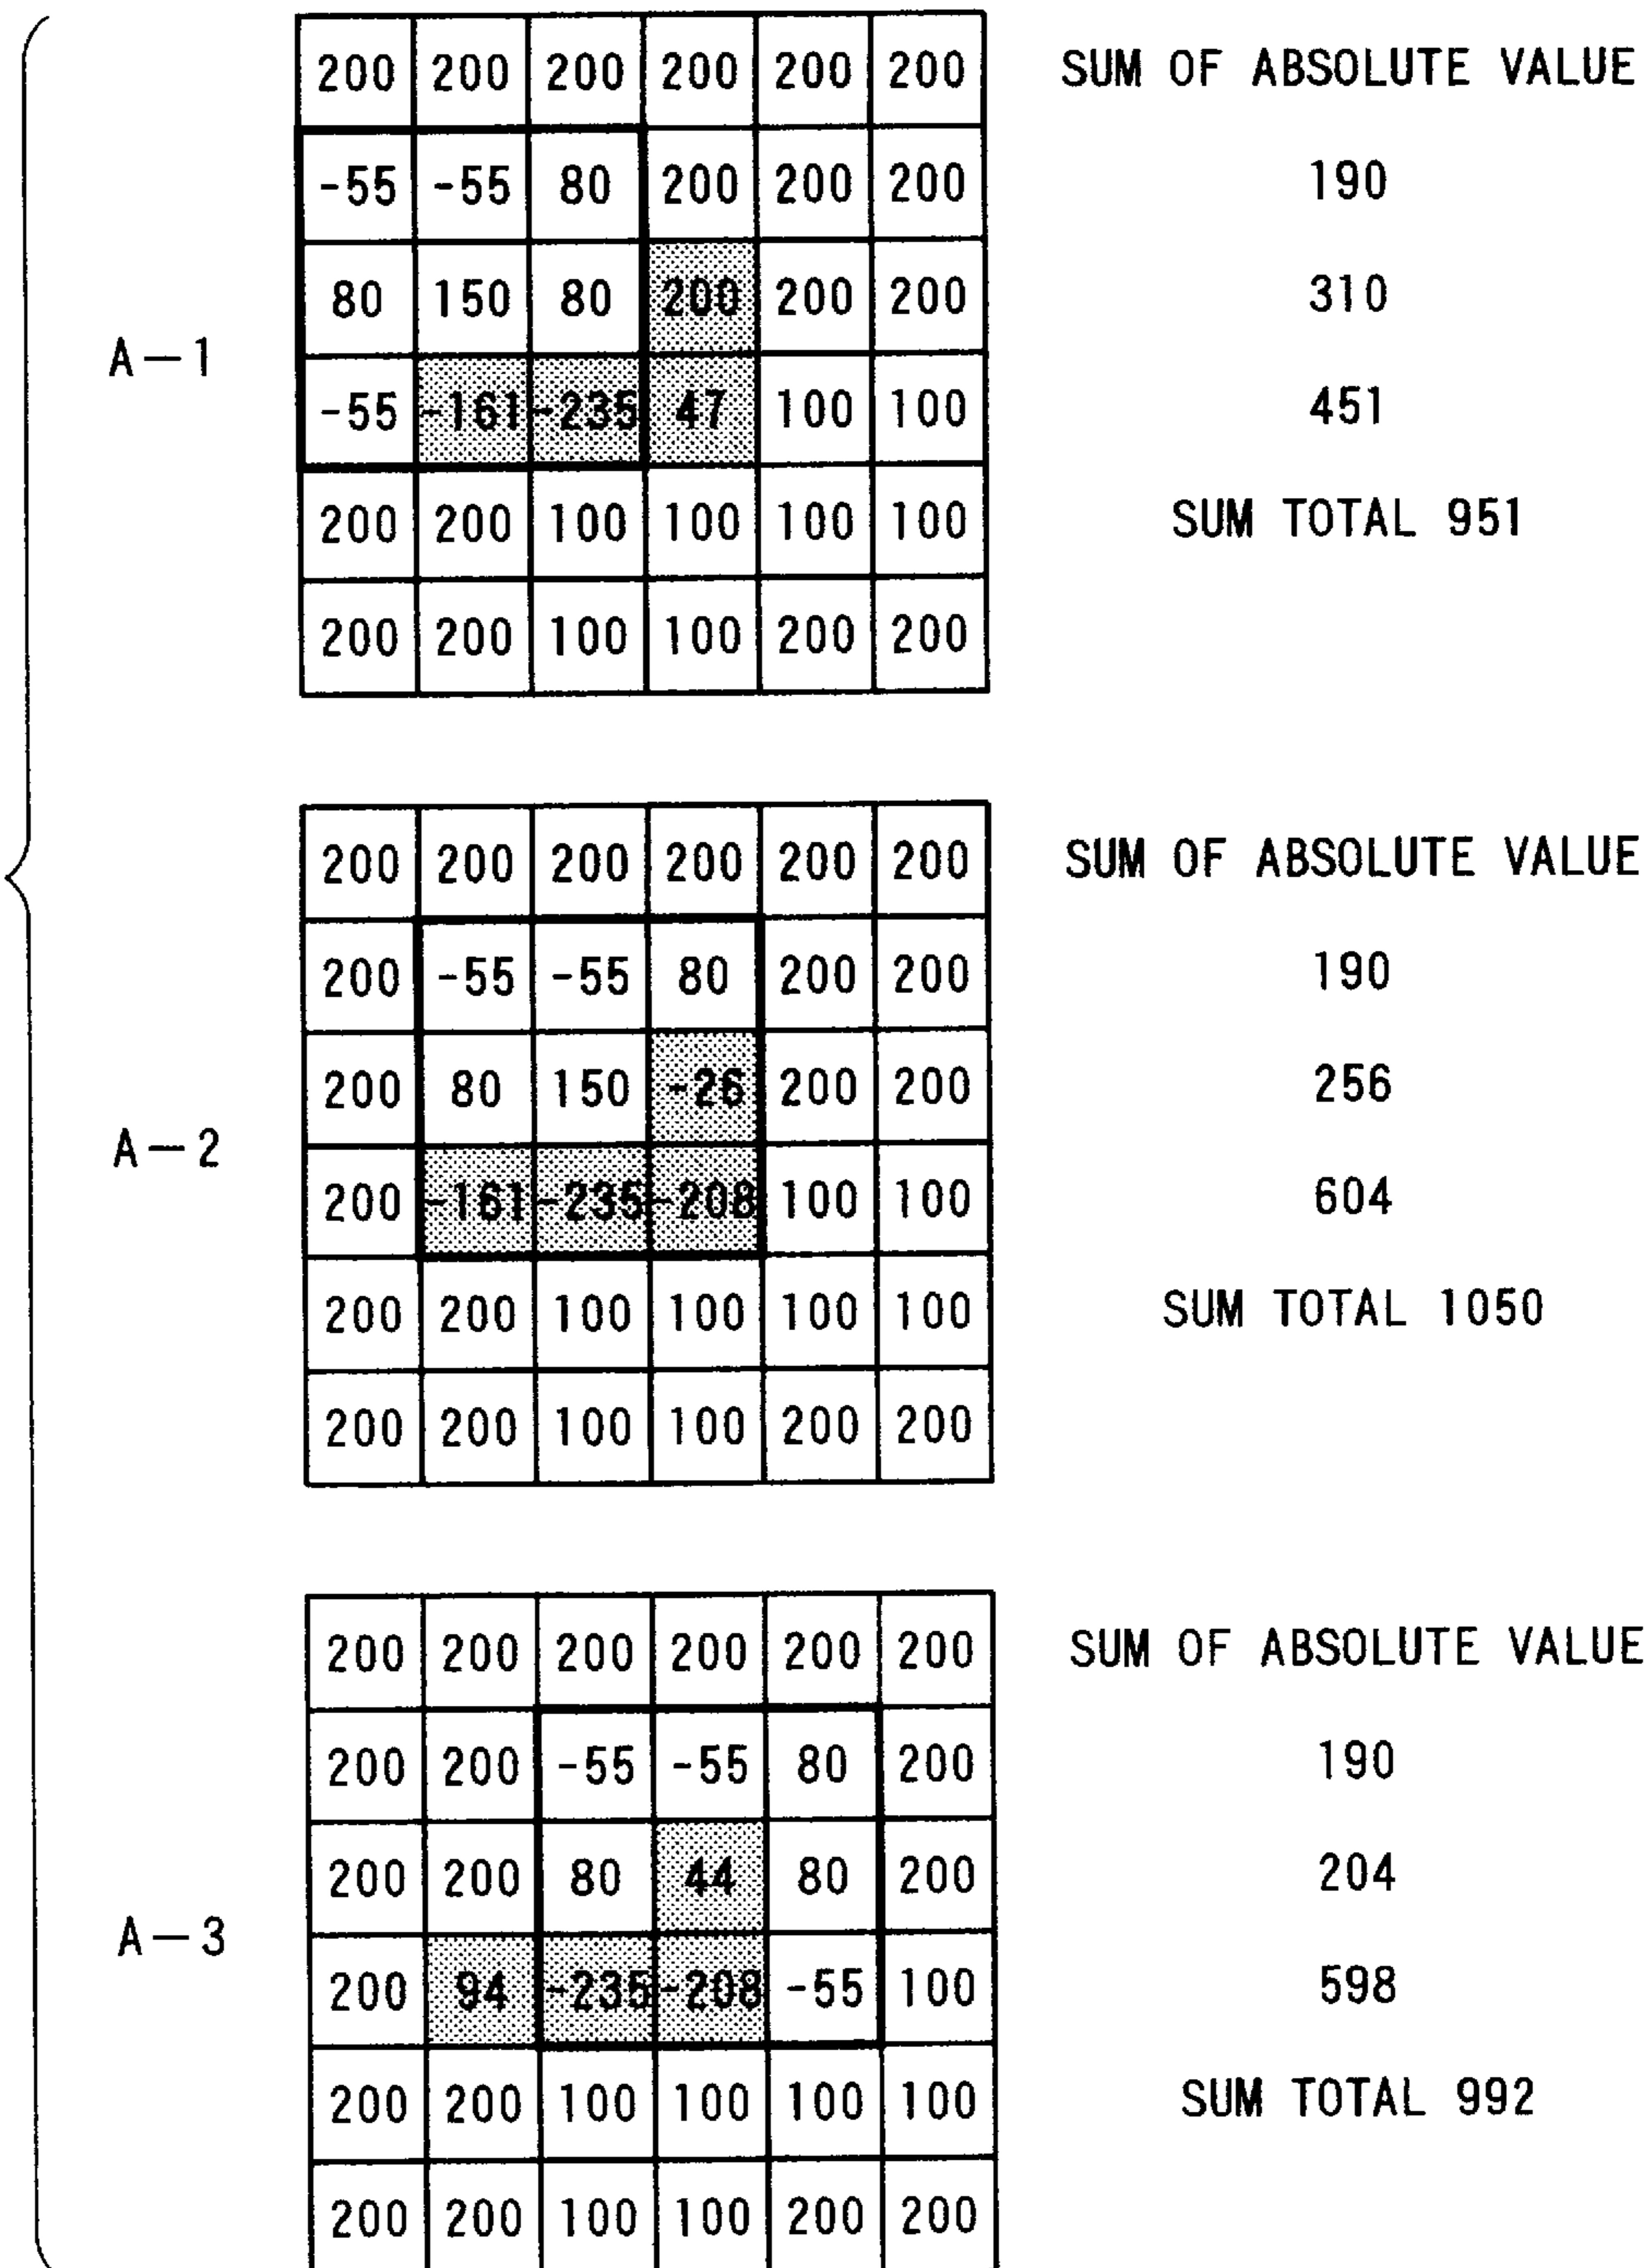 200 200 200 200 200 200 SUM OF ABSOLUTE VALUE
-55 -55 80 200 200 200 190
80 150 80 200 200 200 310
A-1
-55 -161 -235 47 100 100 451
200 200 100 100 100 100 SUM TOTAL 951
200 200 100 100 200 200
200 200 200 200 200 200 SUM OF ABSOLUTE VALUE
200 -55 -55 80 200 200 190
200 80 150 -26 200 200 256
A-2
200 -161 -235 -208 100 100 604
200 200 100 100 100 100 SUM TOTAL 1050
200 200 100 100 200 200
200 200 200 200 200 200 SUM OF ABSOLUTE VALUE
200 200 -55 -55 80 200 190
200 200 80 44 80 200 204
A-3
200 94 -235 -208 -55 100 598
200 200 100 100 100 100 SUM TOTAL 992
200 200 100 100 200 200